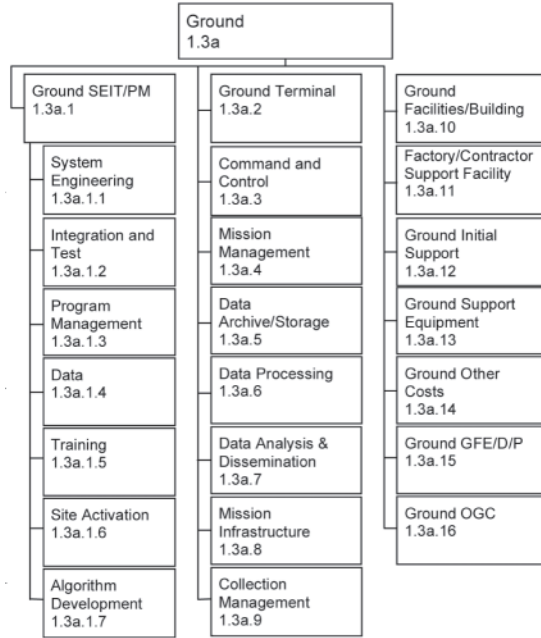 Ground
1.3a
Ground SEIT/PM
1.3a.1
System
Engineering
1.3a.1.1
Integration and
Test
1.3a.1.2
Program
Management
1.3a.1.3
Data
1.3a.1.4
Training
1.3a.1.5
Site Activation
1.3a.1.6
Algorithm
Development
1.3a.1.7
Ground Terminal
1.3a.2
Command and
Control
1.3a.3
Mission
Management
1.3a.4
Data
Archive/Storage
1.3a.5
Data Processing
1.3a.6
Data Analysis &
Dissemination
1.3a.7
Mission
Infrastructure
1.3a.8
Collection
Management
1.3a.9
Ground
Facilities/Building
1.3a.10
Factory/Contractor
Support Facility
1.3a.11
Ground Initial
Support
1.3a.12
Ground Support
Equipment
1.3a.13
Ground Other
Costs
1.3a.14
Ground GFE/D/P
1.3a.15
Ground OGC
1.3a.16